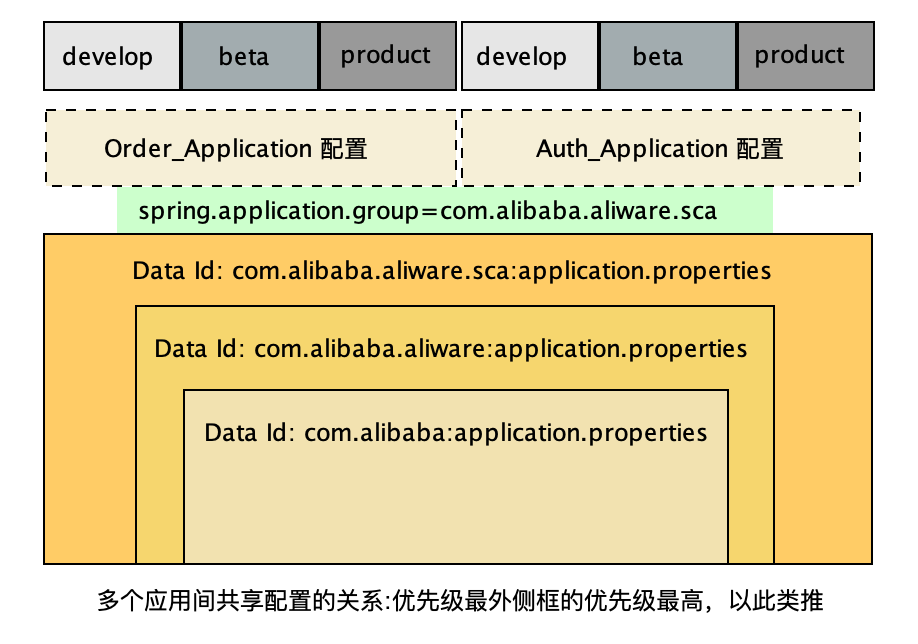 develop beta product develop beta product
Order_Application 配置 Auth_Application 配置
spring.application.group=com.alibaba.aliware.sca
Data Id: com.alibaba.aliware.sca:application.properties
Data Id: com.alibaba.aliware:application.properties
Data Id: com.alibaba:application.properties
多个应用间共享配置的关系:优先级最外侧框的优先级最高，以此类推